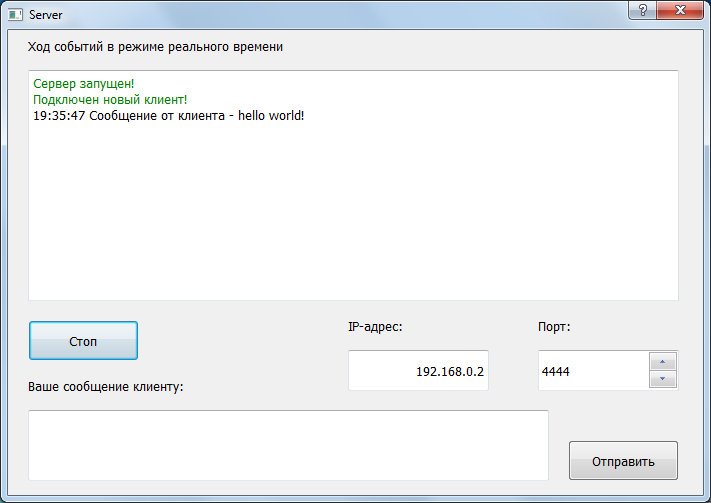 Server
Ход событий в режиме реального времени
Сервер запущен!
Подключен новый клиент!
19:35:47 Сообщение от клиента - hello world!
Стоп
IP-адрес:
Порт:
192.168.0.2
4444
Ваше сообщение клиенту:
Отправить